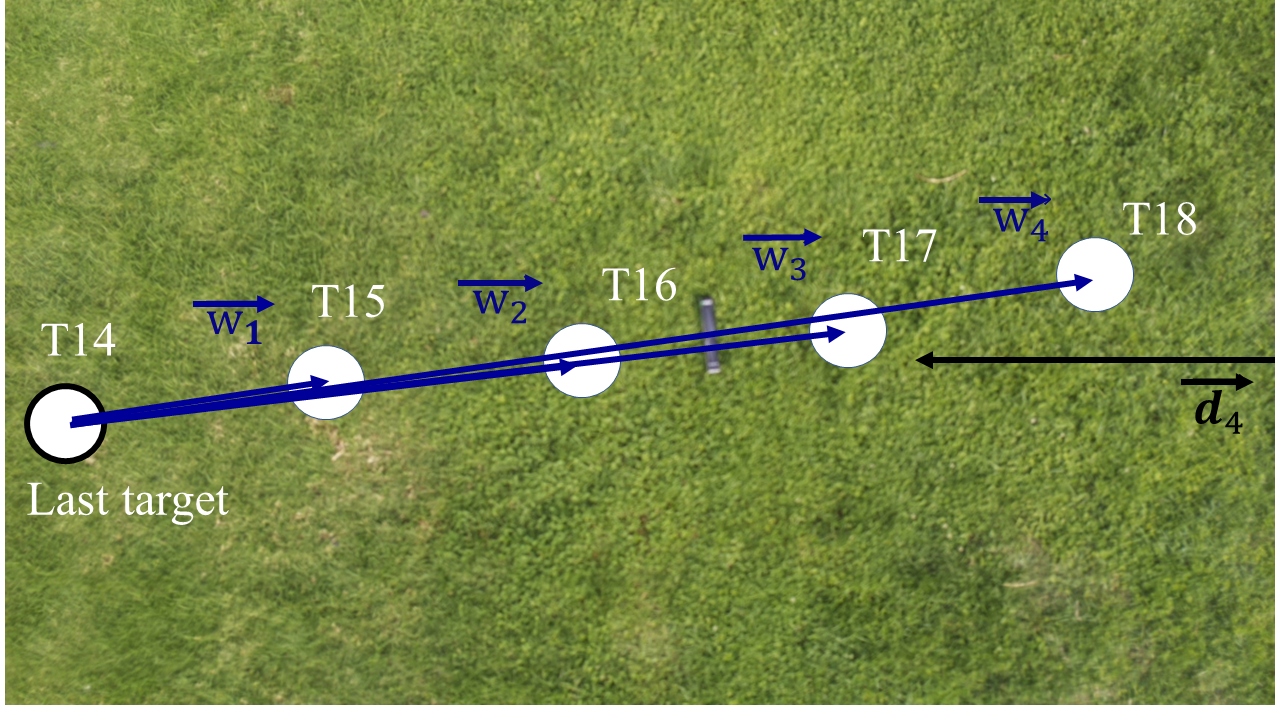 T18
w₄
T17
w₃
T16
w₂
T15
w₁
T14
d₄
Last target